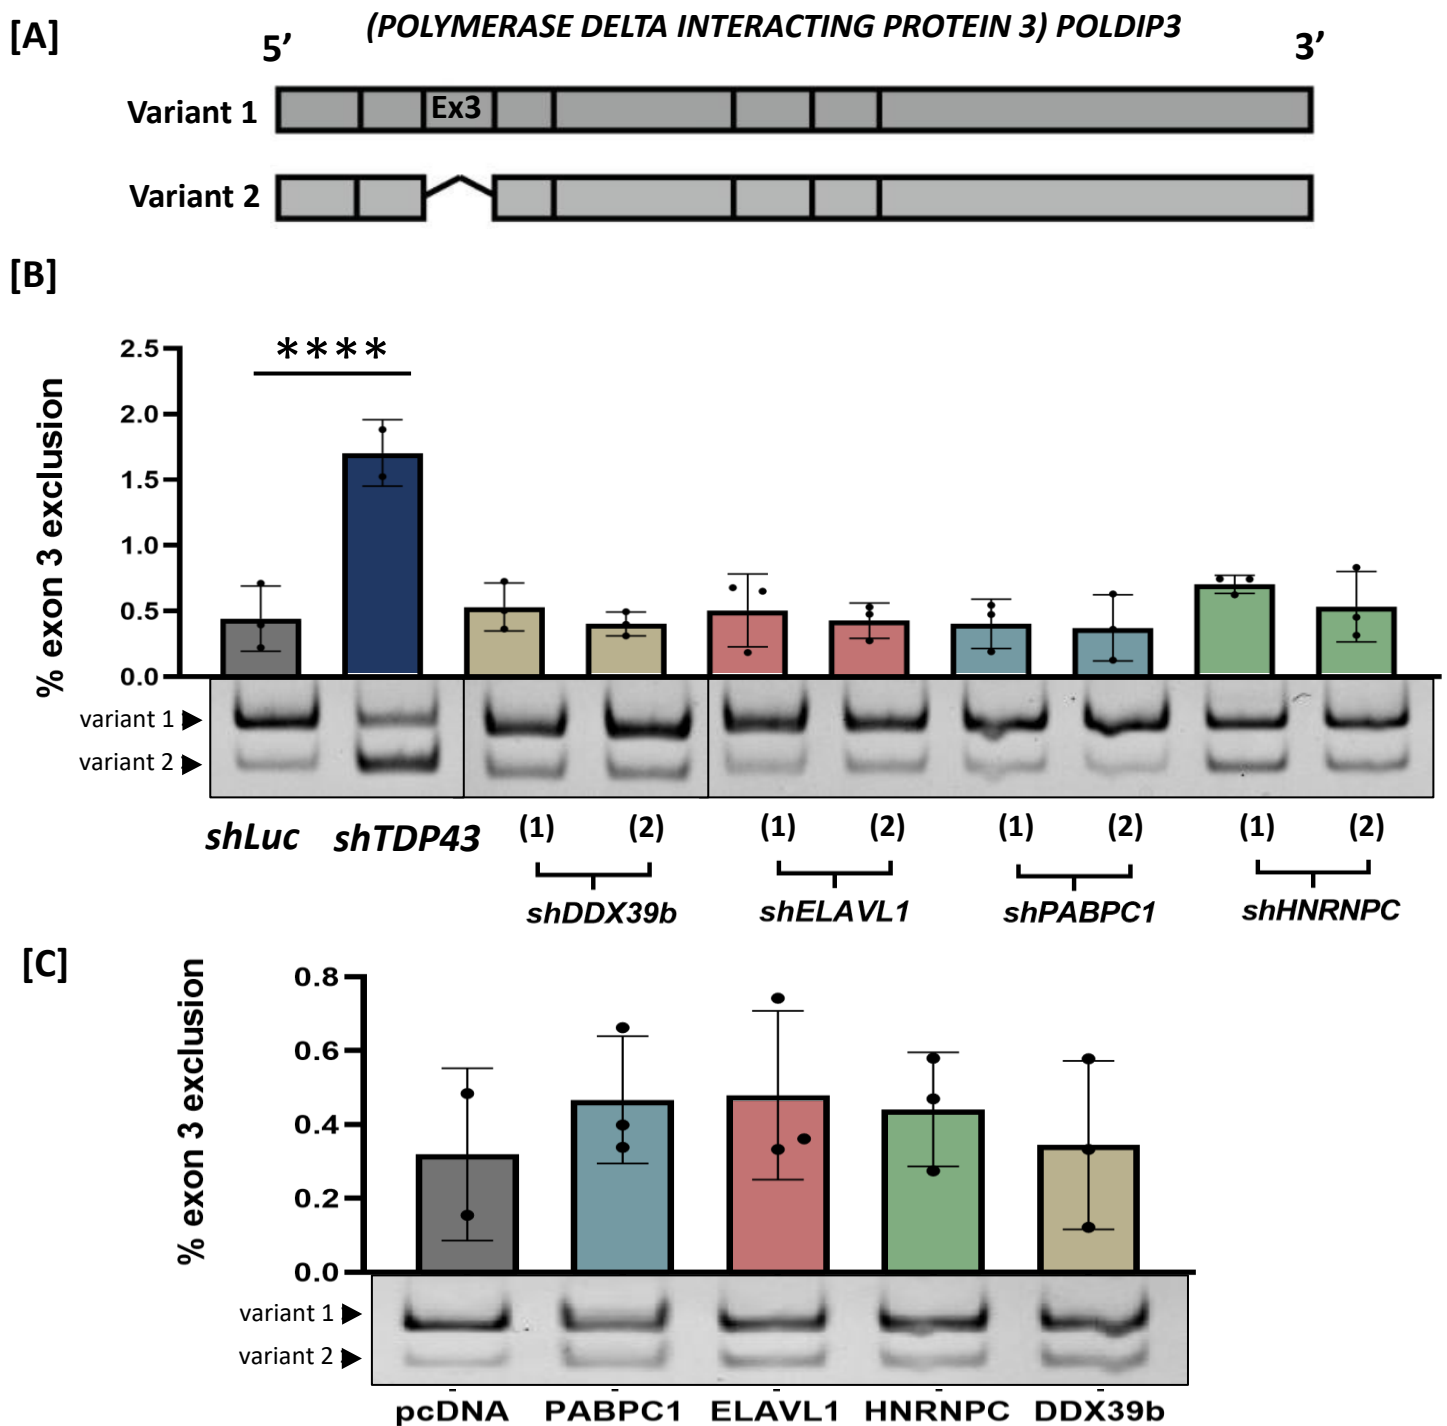 [A]
(POLYMERASE DELTA INTERACTING PROTEIN 3) POLDIP3
5’ 3’
Variant 1 Ex3
Variant 2
[B]
% exon 3 exclusion
2.5
2.0
1.5
1.0
0.5
0.0
****
variant 1
variant 2
shLuc shTDP43 (1) (2) (1) (2) (1) (2) (1) (2)
shDDX39b shELAVL1 shPABPC1 shHNRNPC
[C]
% exon 3 exclusion
0.8
0.6
0.4
0.2
0.0
variant 1
variant 2
pcDNA PABPC1 ELAVL1 HNRNPC DDX39b